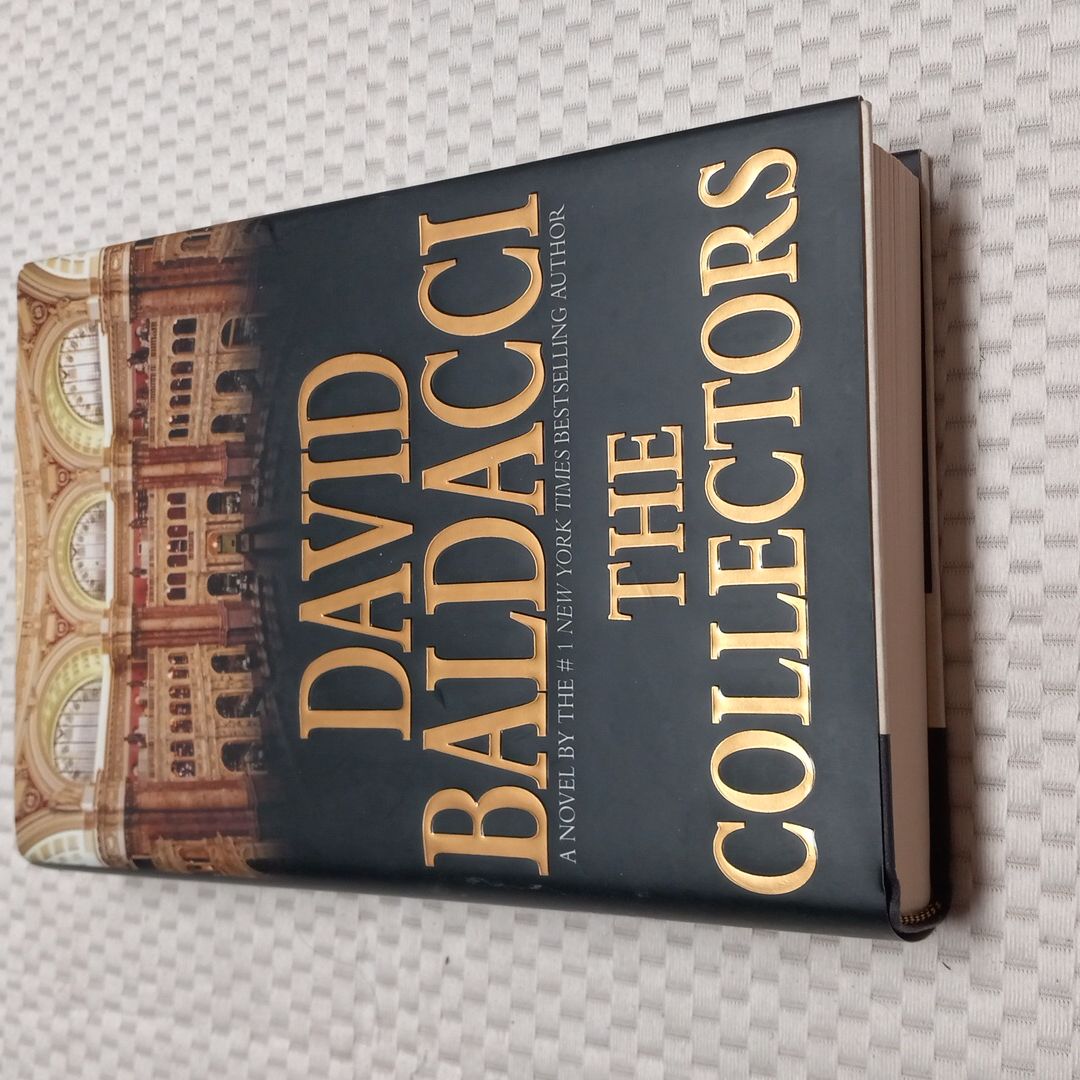 DAVID
BALDACCI
A NOVEL BY THE # 1 NEW YORK TIMES BESTSELLING AUTHOR
THE
COLLECTORS